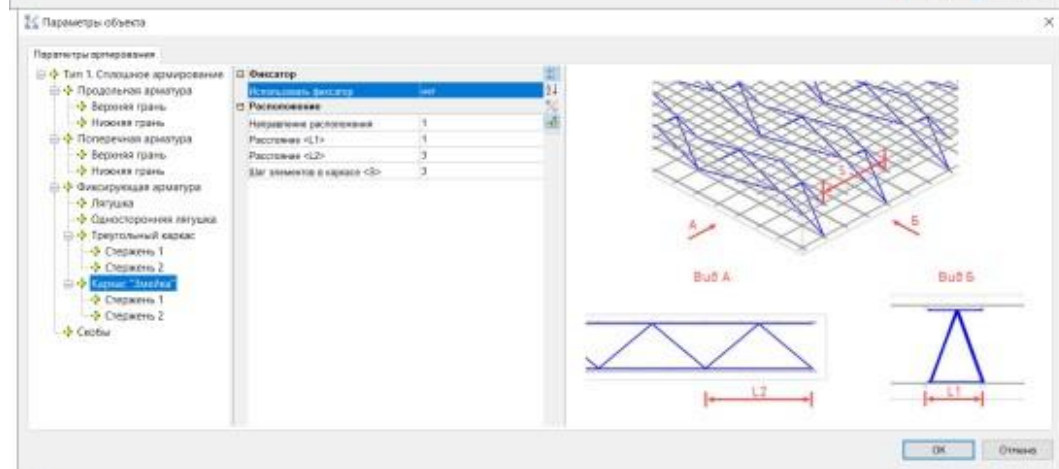 Параметры объекта
Параметры армирования
Тип 1. Сплошное армирование
Продольная арматура
Верхняя грань
Нижняя грань
Поперечная арматура
Верхняя грань
Нижняя грань
Фиксирующая арматура
Лягушка
Односторонняя лягушка
Треугольный каркас
Стержень 1
Стержень 2
Каркас "Змейка"
Стержень 1
Стержень 2
Скобы
Фиксатор
Использовать фиксатор нет
Расположение
Направление расположения 1
Расстояние <L1> 1
Расстояние <L2> 3
Шаг элементов в каркасе <S> 3
S
А
Б
Вид А
Вид Б
L2
L1
OK
Отмена